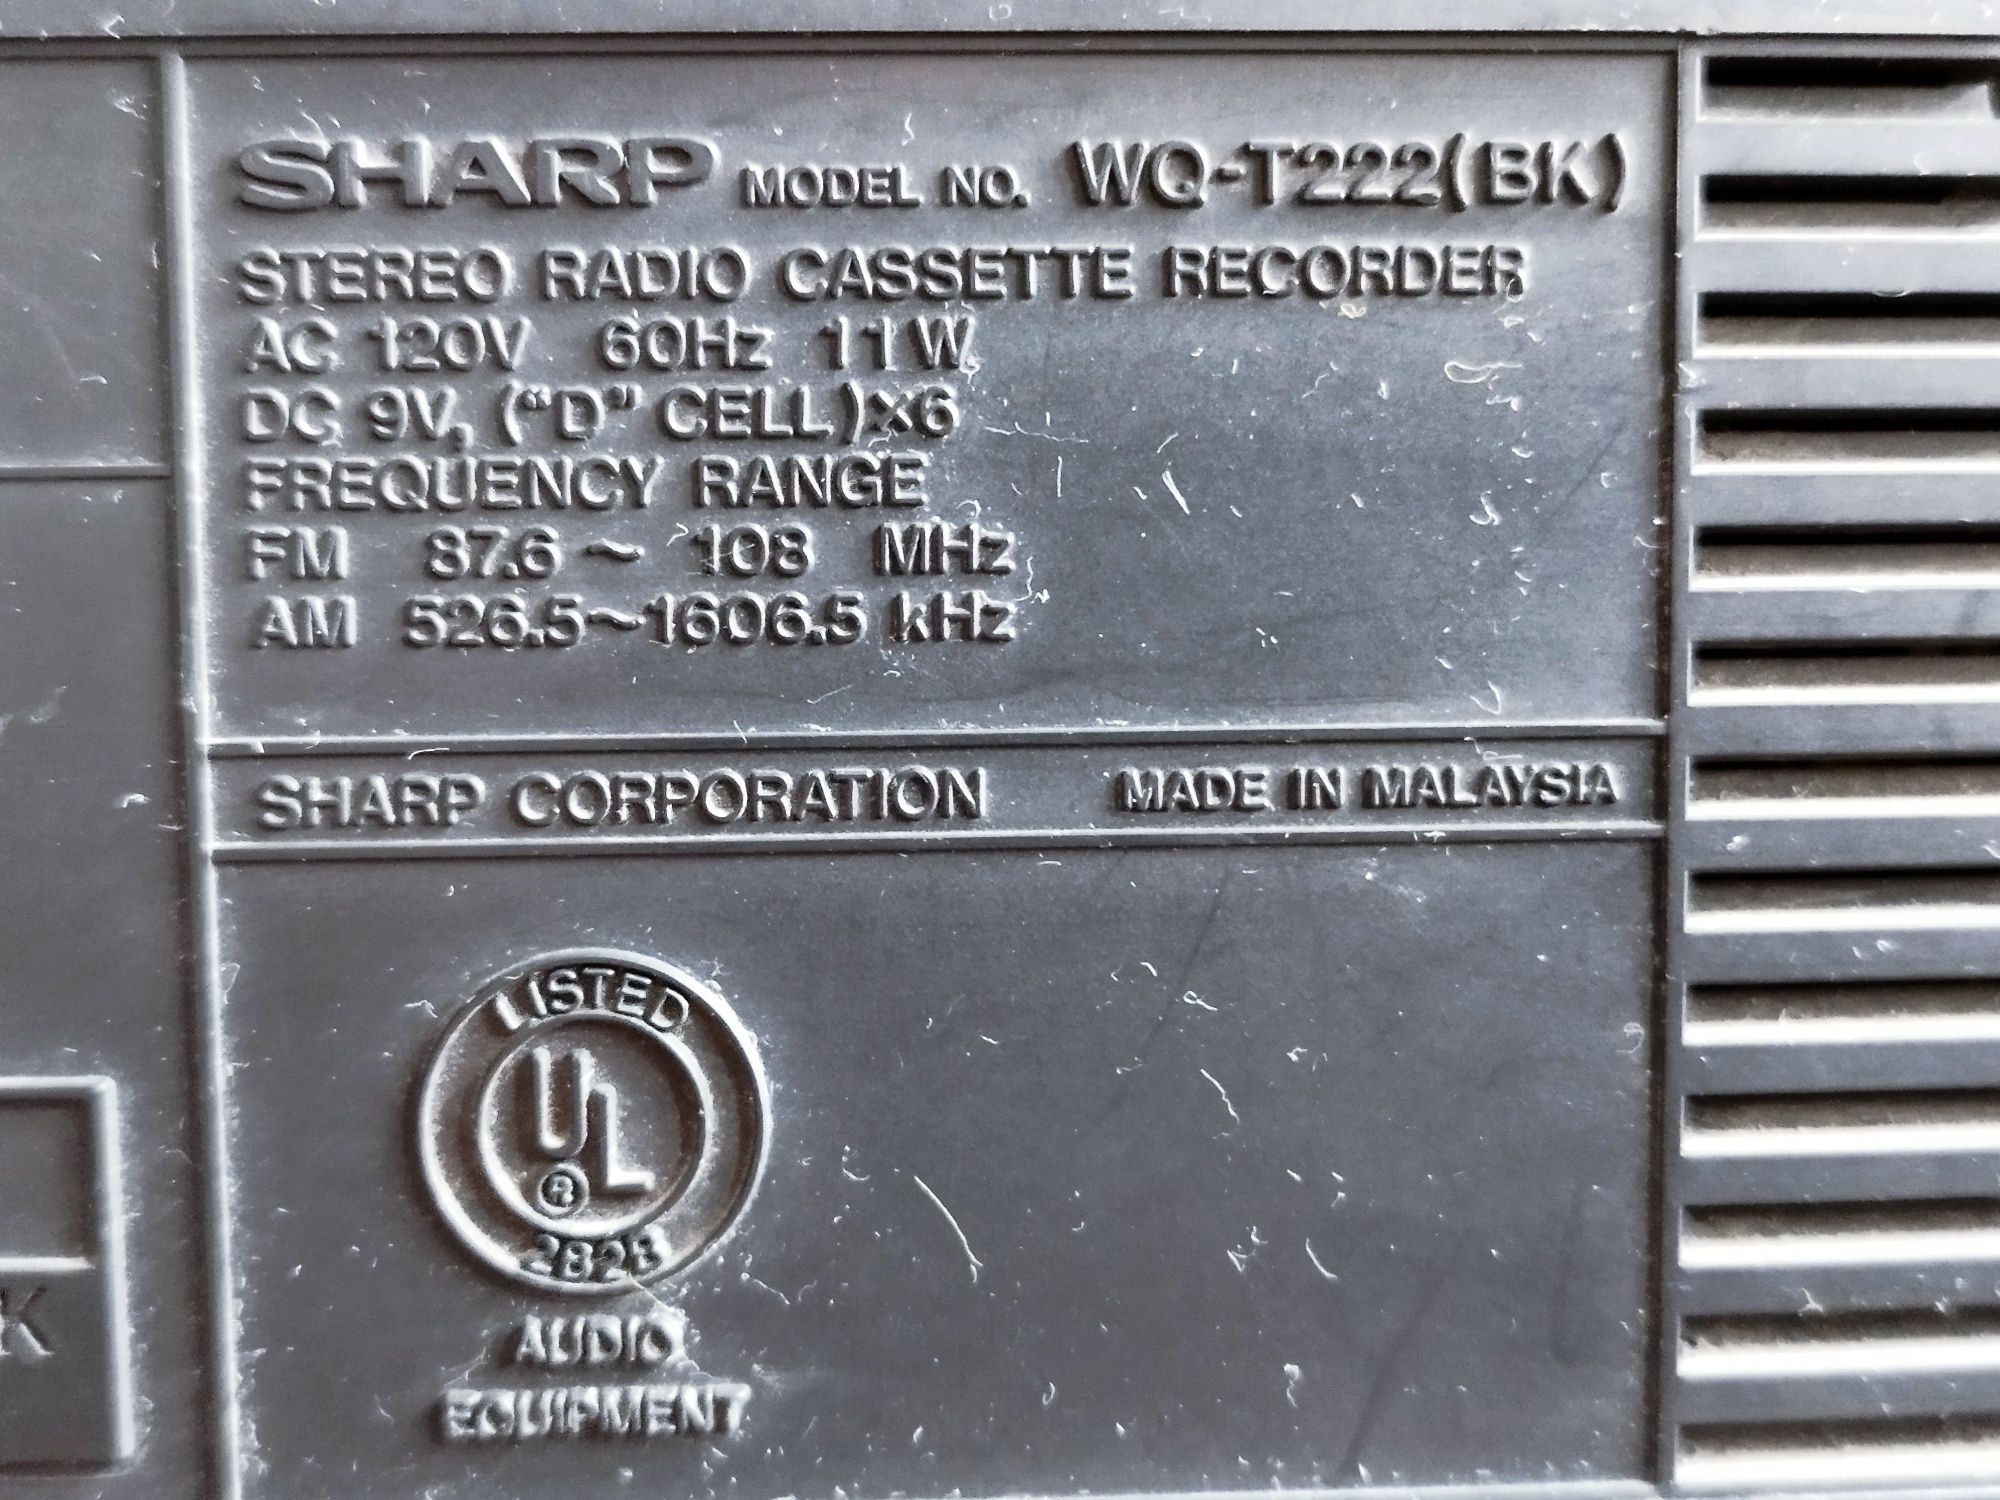 SHARP MODEL NO. WQ-T222(BK)
STEREO RADIO CASSETTE RECORDER
AC 120V 60Hz 11W
DC 9V, ("D" CELL)×6
FREQUENCY RANGE
FM 87.6 ~ 108 MHz
AM 526.5~1606.5 kHz
SHARP CORPORATION MADE IN MALAYSIA
LISTED
UL
®
2828
AUDIO
EQUIPMENT
K